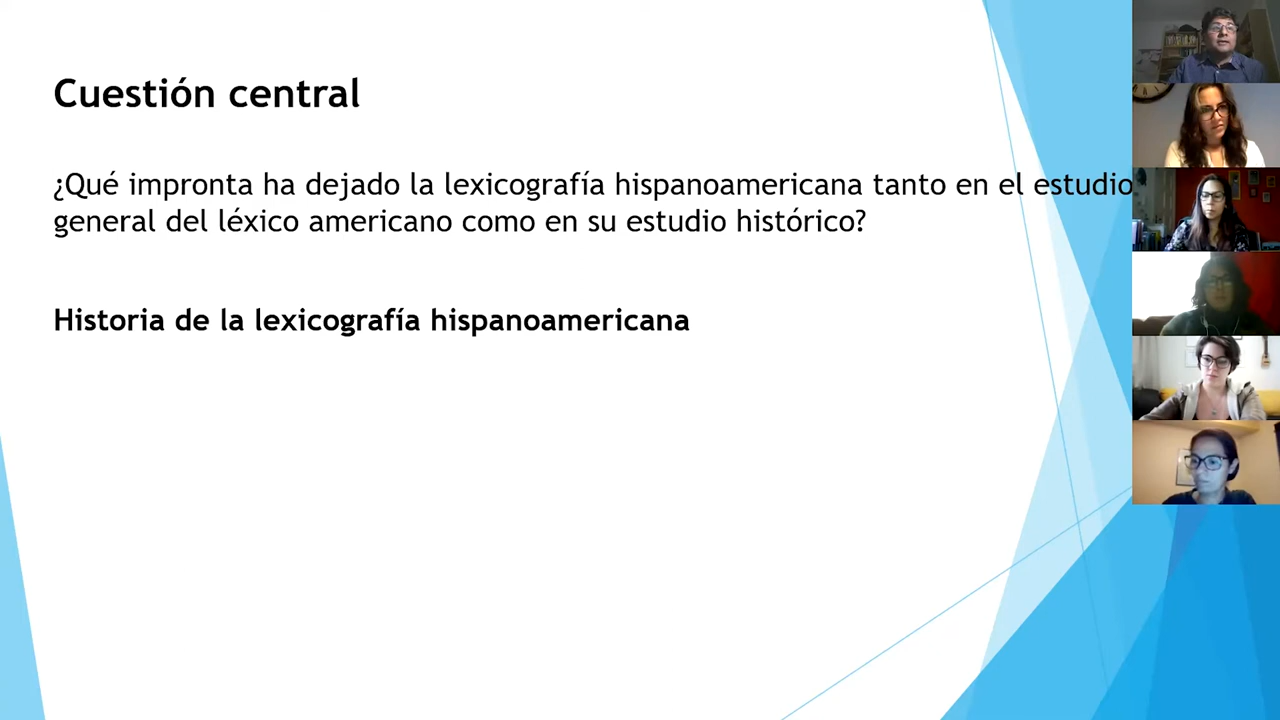 Cuestión central
¿Qué impronta ha dejado la lexicografía hispanoamericana tanto en el estudio
general del léxico americano como en su estudio histórico?
Historia de la lexicografía hispanoamericana